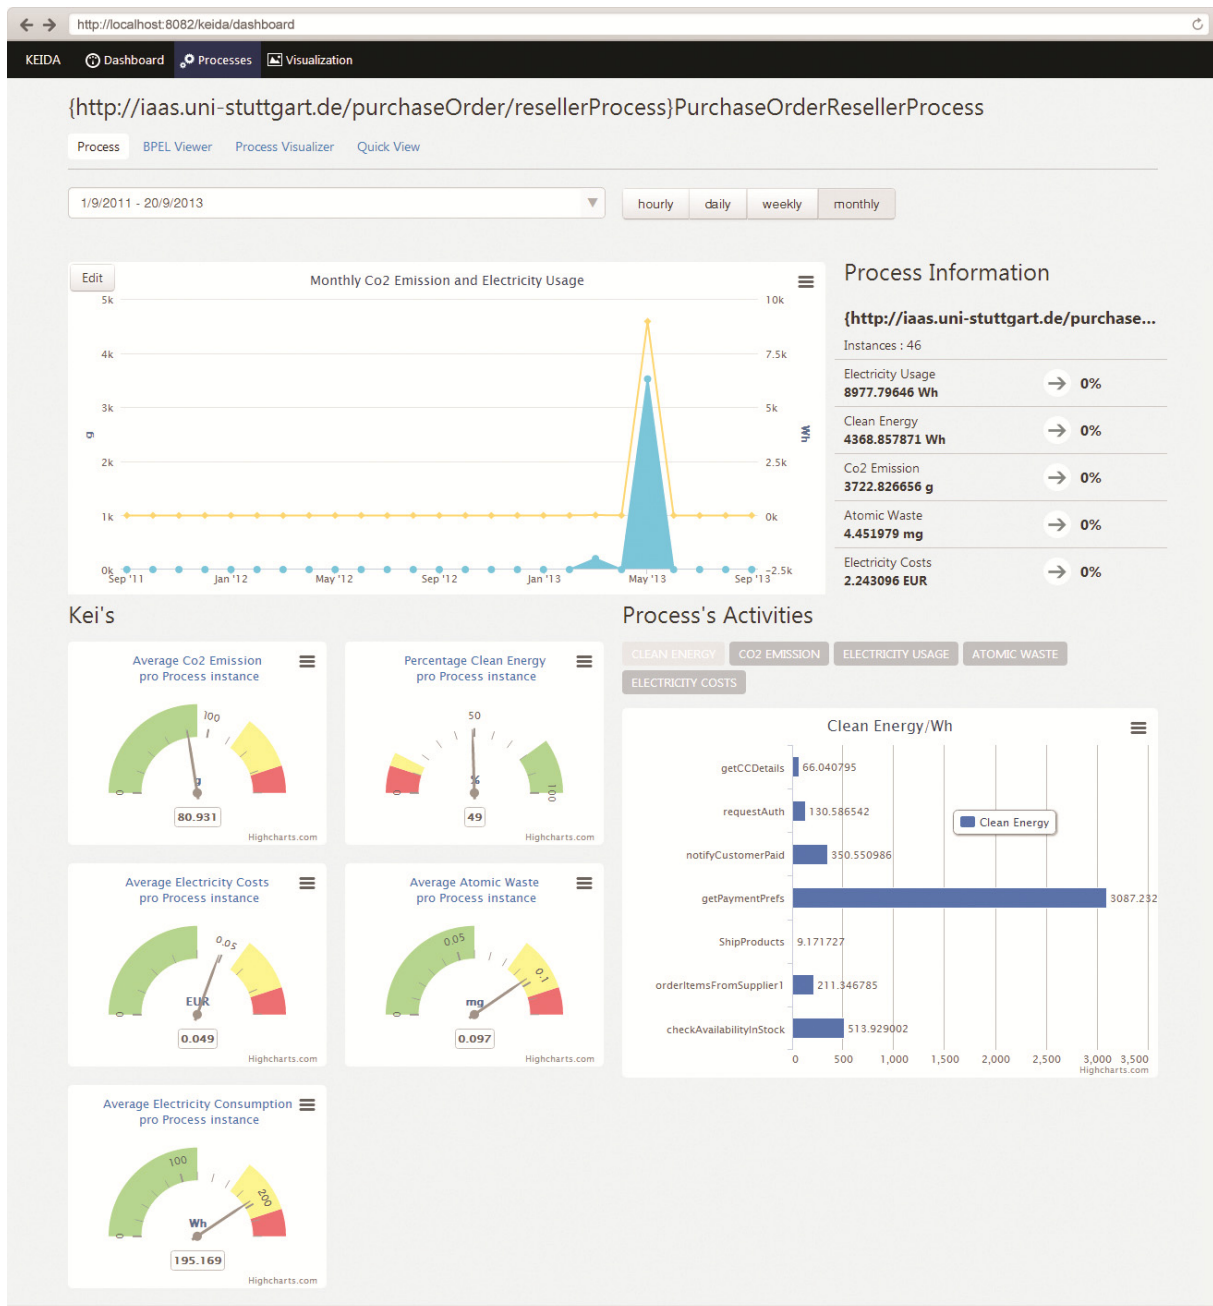 http://localhost:8082/keida/dashboard
KEIDA Dashboard Processes Visualization
{http://iaas.uni-stuttgart.de/purchaseOrder/resellerProcess}PurchaseOrderResellerProcess
Process BPEL Viewer Process Visualizer Quick View
1/9/2011 - 20/9/2013 hourly daily weekly monthly
Edit
Monthly Co2 Emission and Electricity Usage
5k
4k
3k
2k
1k
0k
g
10k
7.5k
5k
2.5k
0k
-2.5k
Wh
Sep '11 Jan '12 May '12 Sep '12 Jan '13 May '13 Sep '13
Process Information
{http://iaas.uni-stuttgart.de/purchase...
Instances : 46
Electricity Usage
8977.79646 Wh
0%
Clean Energy
4368.857871 Wh
0%
Co2 Emission
3722.826656 g
0%
Atomic Waste
4.451979 mg
0%
Electricity Costs
2.243096 EUR
0%
Kei's
Average Co2 Emission
pro Process instance
0
100
g
80.931
Highcharts.com
Percentage Clean Energy
pro Process instance
0
50
100
%
49
Highcharts.com
Average Electricity Costs
pro Process instance
0
0.05
EUR
0.049
Highcharts.com
Average Atomic Waste
pro Process instance
0
0.05
0.1
mg
0.097
Highcharts.com
Average Electricity Consumption
pro Process instance
0
100
200
Wh
195.169
Highcharts.com
Process's Activities
CLEAN ENERGY CO2 EMISSION ELECTRICITY USAGE ATOMIC WASTE
ELECTRICITY COSTS
Clean Energy/Wh
getCCDetails 66.040795
requestAuth 130.586542
Clean Energy
notifyCustomerPaid 350.550986
getPaymentPrefs 3087.232
ShipProducts 9.171727
orderItemsFromSupplier1 211.346785
checkAvailabilityInStock 513.929002
0 500 1,000 1,500 2,000 2,500 3,000 3,500
Highcharts.com